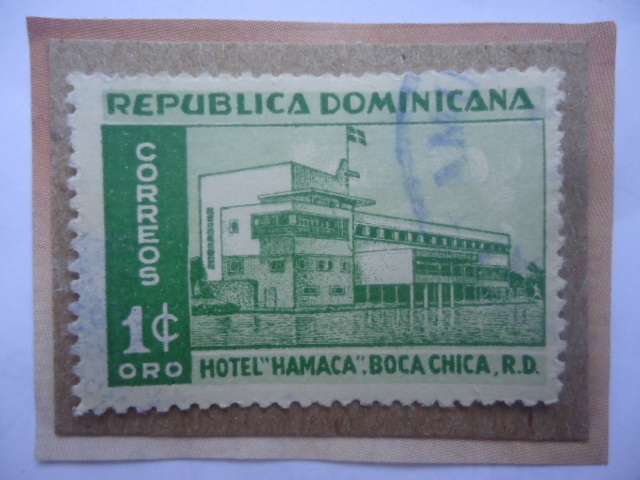 REPUBLICA DOMINICANA
CORREOS
1¢
ORO
HOTEL "HAMACA", BOCA CHICA, R.D.